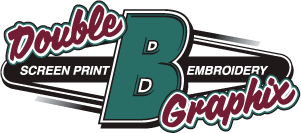 Double
SCREEN PRINT B EMBROIDERY
D
D
Graphix